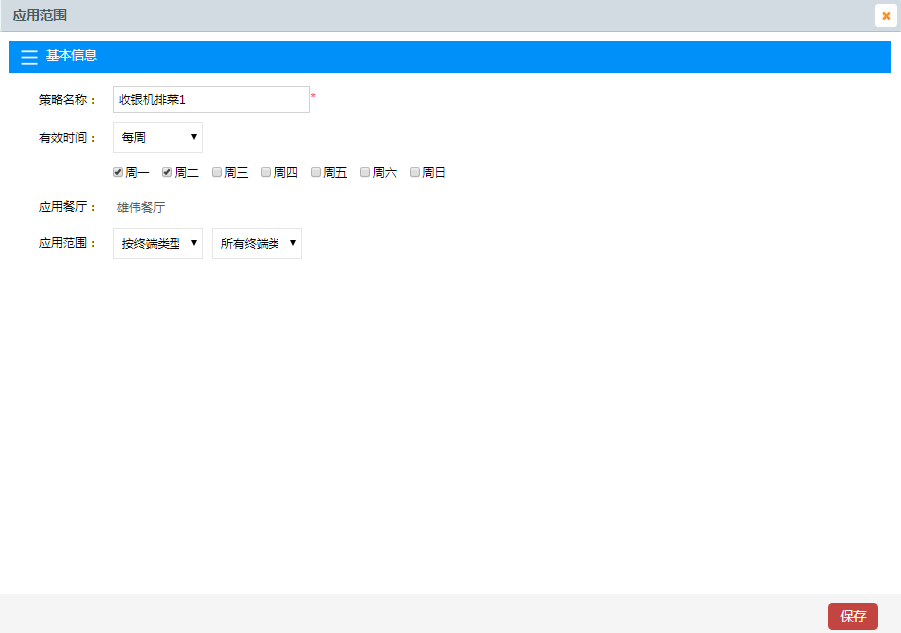 应用范围
基本信息
策略名称： 收银机排菜1 *
有效时间： 每周
周一 周二 周三 周四 周五 周六 周日
应用餐厅： 雄伟餐厅
应用范围： 按终端类型 所有终端类
保存